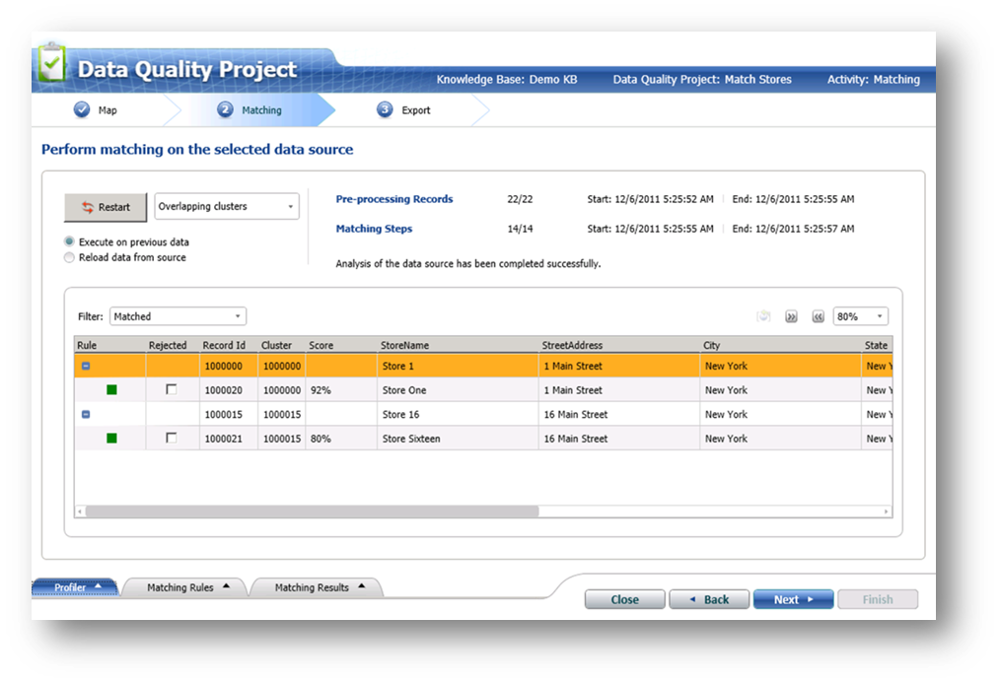 Data Quality Project
Knowledge Base: Demo KB Data Quality Project: Match Stores Activity: Matching
Map 2 Matching 3 Export
Perform matching on the selected data source
Restart Overlapping clusters Pre-processing Records 22/22 Start: 12/6/2011 5:25:52 AM End: 12/6/2011 5:25:55 AM
Matching Steps 14/14 Start: 12/6/2011 5:25:55 AM End: 12/6/2011 5:25:57 AM
Execute on previous data
Reload data from source
Analysis of the data source has been completed successfully.
Filter: Matched 80%
Rule Rejected Record Id Cluster Score StoreName StreetAddress City State
1000000 1000000 Store 1 1 Main Street New York New Y
1000020 1000000 92% Store One 1 Main Street New York New Y
1000015 1000015 Store 16 16 Main Street New York New Y
1000021 1000015 80% Store Sixteen 16 Main Street New York New Y
Profiler Matching Rules Matching Results
Close Back Next Finish